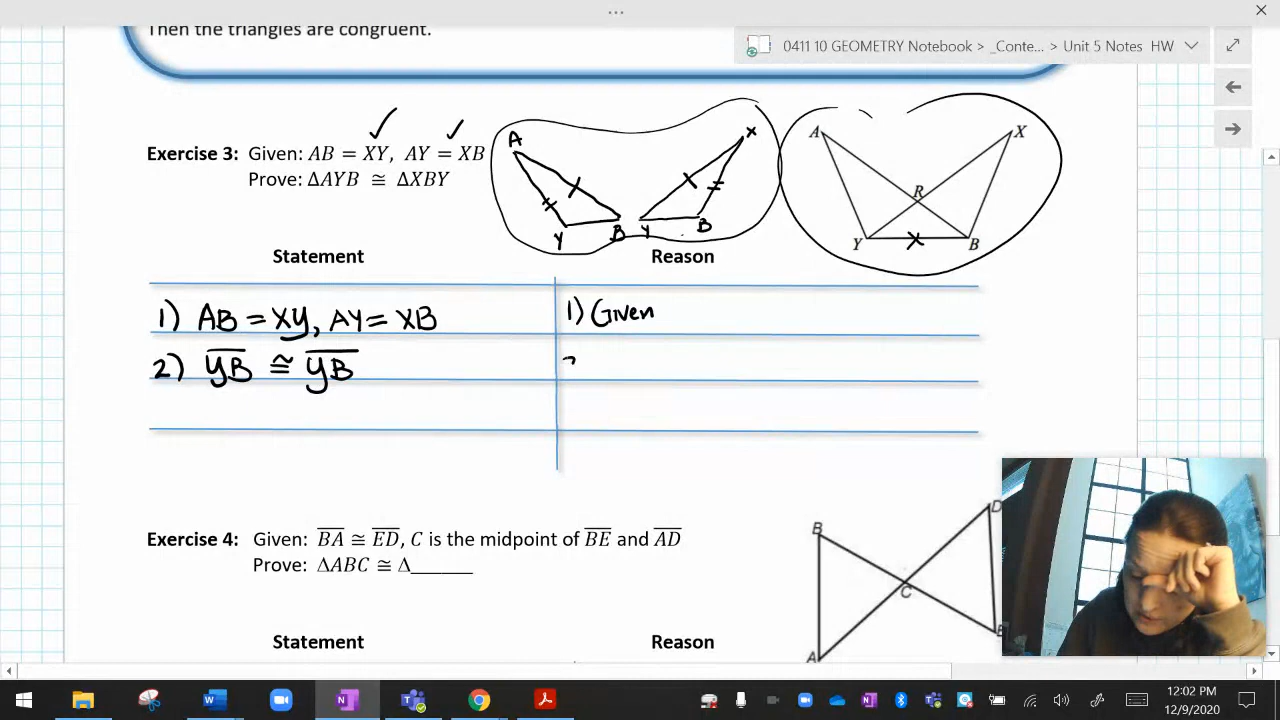 Then the triangles are congruent.
0411 10 GEOMETRY Notebook > _Conte... > Unit 5 Notes HW
Exercise 3: Given: AB = XY, AY = XB
Prove: ΔAYB ≅ ΔXBY
A
X
Y
B
Y
B
A
X
R
Y
B
Statement
Reason
1) AB = XY, AY = XB
1) Given
2) YB ≅ YB
Exercise 4: Given: BA ≅ ED, C is the midpoint of BE and AD
Prove: ΔABC ≅ Δ______
B
D
C
A
E
Statement
Reason
12:02 PM
12/9/2020